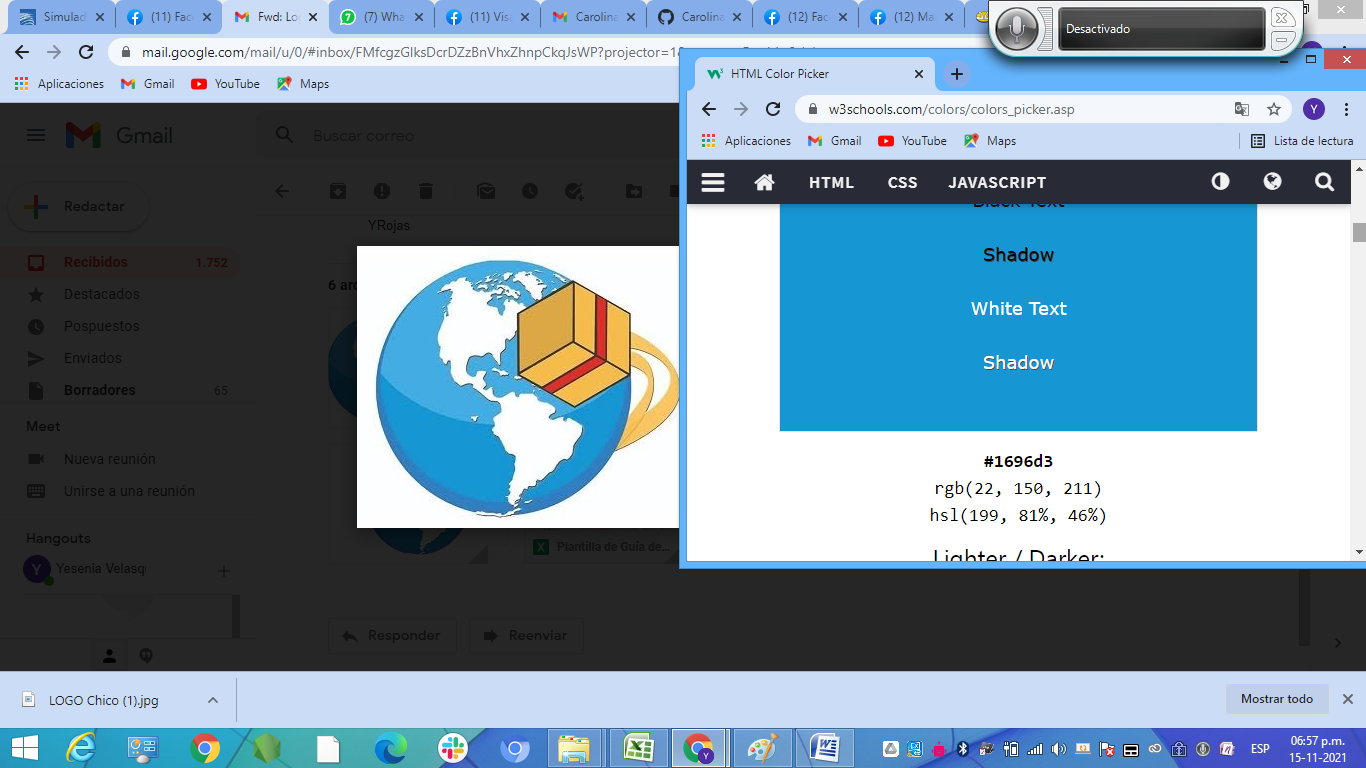 Simulad
(11) Face
Fwd: Lo
(7) Wha
(11) Visa
Carolina
Carolina
(12) Fac
(12) Ma
mail.google.com/mail/u/0/#inbox/FMfcgzGlksDcrDZzBnVhxZhnpCkqJsWP?projector=1&
Aplicaciones Gmail YouTube Maps
Desactivado
Gmail
Buscar correo
Redactar
Recibidos 1.752
Destacados
Pospuestos
Enviados
Borradores 65
Meet
Nueva reunión
Unirse a una reunión
Hangouts
Y Yesenia Velasq
YRojas
6 arc
Plantilla de Guía de...
Responder
Reenviar
HTML Color Picker
w3schools.com/colors/colors_picker.asp
Y
Aplicaciones Gmail YouTube Maps Lista de lectura
HTML CSS JAVASCRIPT
Black Text
Shadow
White Text
Shadow
#1696d3
rgb(22, 150, 211)
hsl(199, 81%, 46%)
Lighter / Darker:
LOGO Chico (1).jpg
Mostrar todo
ESP
06:57 p.m.
15-11-2021